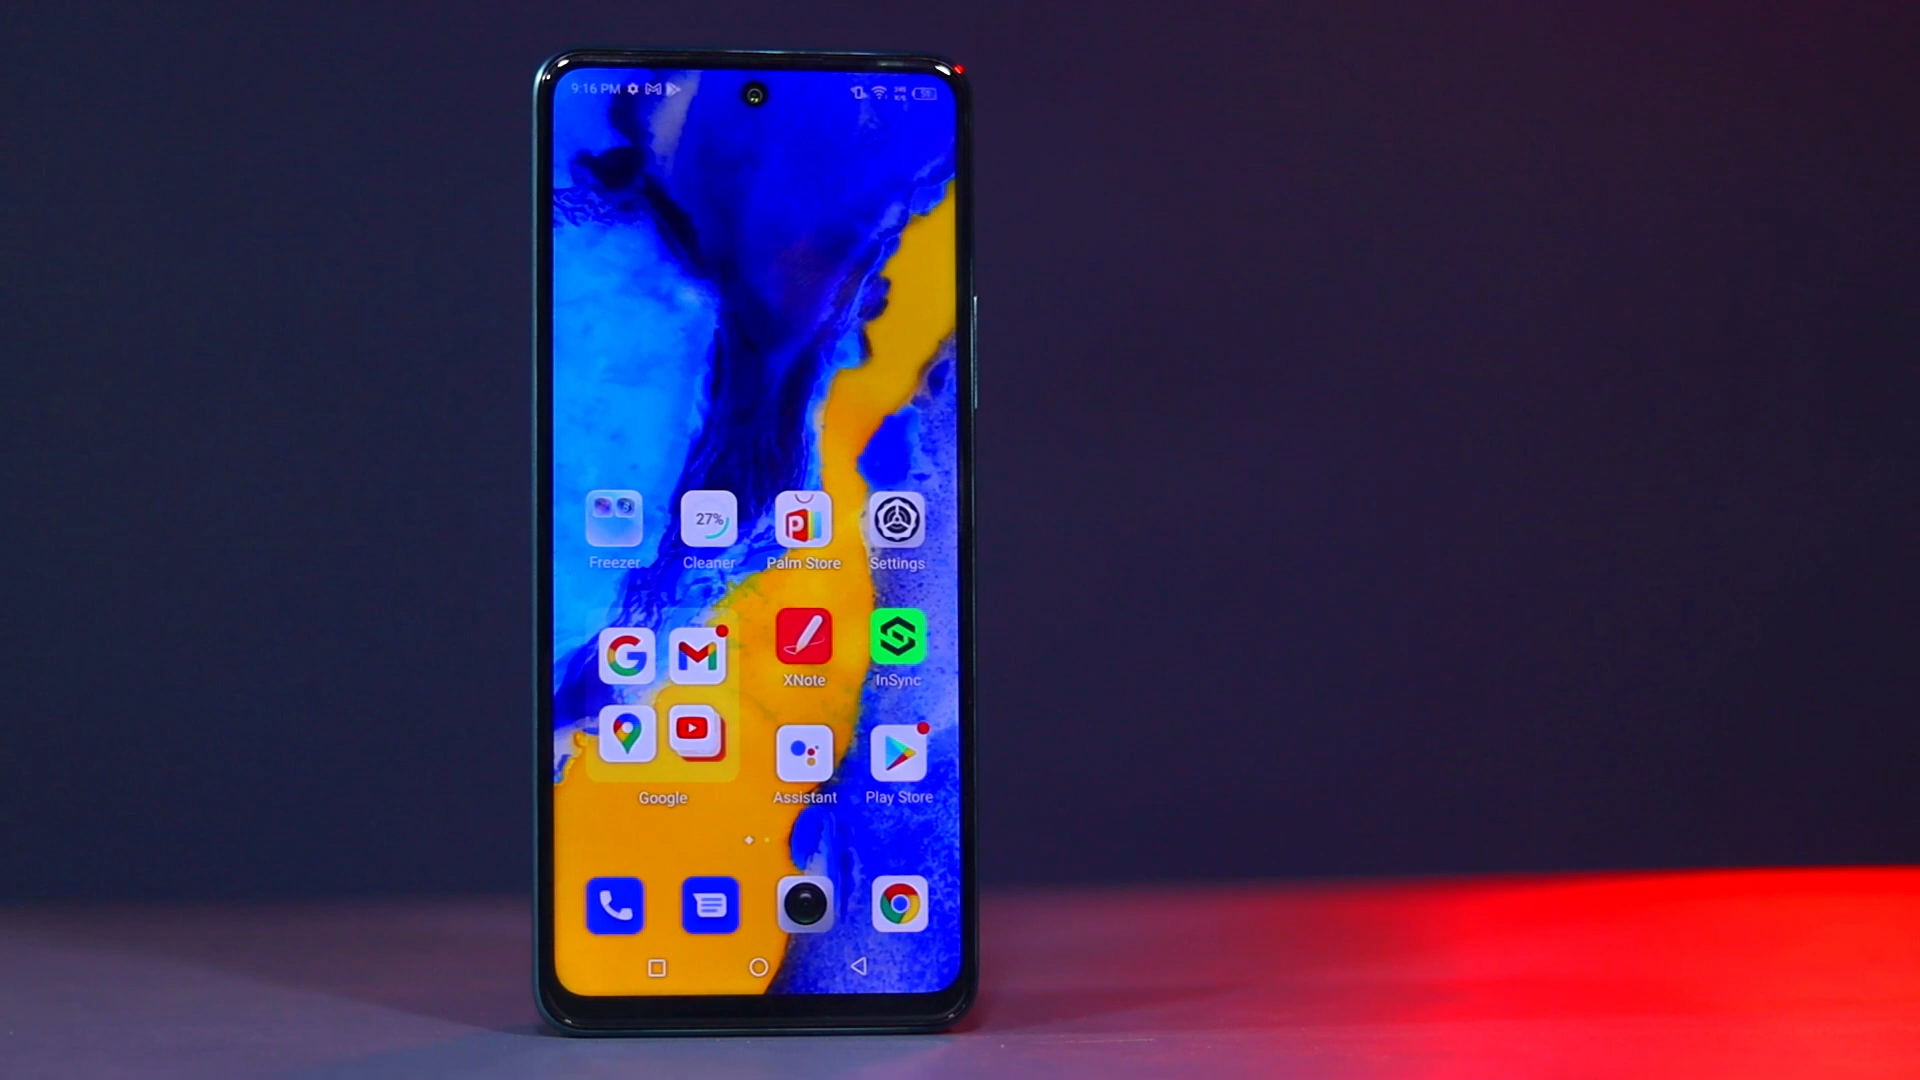 9:16 PM
Freezer
27%
Cleaner
Palm Store
Settings
XNote
InSync
Google
Assistant
Play Store